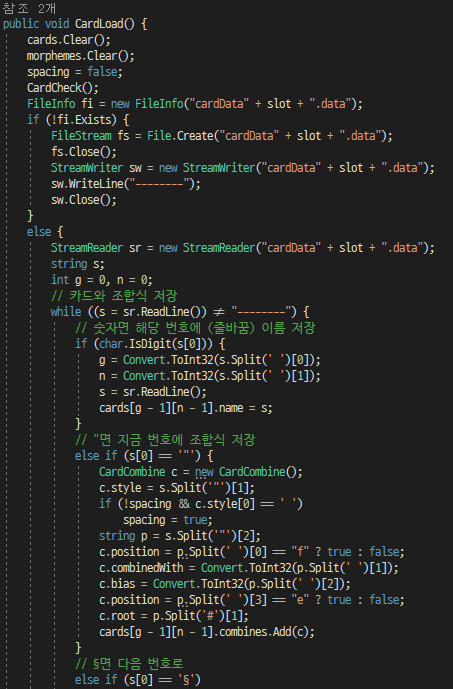 참조 2개
public void CardLoad() {
cards.Clear();
morphemes.Clear();
spacing = false;
CardCheck();
FileInfo fi = new FileInfo("cardData" + slot + ".data");
if (!fi.Exists) {
FileStream fs = File.Create("cardData" + slot + ".data");
fs.Close();
StreamWriter sw = new StreamWriter("cardData" + slot + ".data");
sw.WriteLine("--------");
sw.Close();
}
else {
StreamReader sr = new StreamReader("cardData" + slot + ".data");
string s;
int g = 0, n = 0;
// 카드와 조합식 저장
while ((s = sr.ReadLine()) ≠ "--------") {
// 숫자면 해당 번호에 (줄바꿈) 이름 저장
if (char.IsDigit(s[0])) {
g = Convert.ToInt32(s.Split(' ')[0]);
n = Convert.ToInt32(s.Split(' ')[1]);
s = sr.ReadLine();
cards[g - 1][n - 1].name = s;
}
// "면 지금 번호에 조합식 저장
else if (s[0] == '"') {
CardCombine c = new CardCombine();
c.style = s.Split('"')[1];
if (!spacing && c.style[0] == ' ')
spacing = true;
string p = s.Split('"')[2];
c.position = p.Split(' ')[0] == "f" ? true : false;
c.combinedWith = Convert.ToInt32(p.Split(' ')[1]);
c.bias = Convert.ToInt32(p.Split(' ')[2]);
c.position = p.Split(' ')[3] == "e" ? true : false;
c.root = p.Split('#')[1];
cards[g - 1][n - 1].combines.Add(c);
}
// §면 다음 번호로
else if (s[0] == '§')